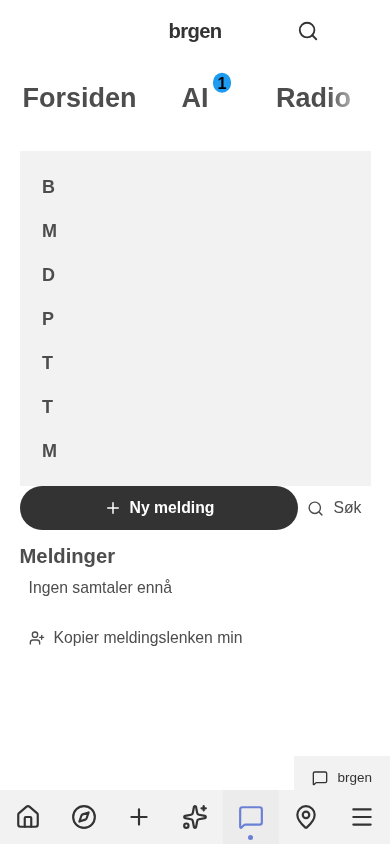 brgen
Forsiden AI 1 Radio
B
M
D
P
T
T
M
Ny melding Søk
Meldinger
Ingen samtaler ennå
Kopier meldingslenken min
brgen